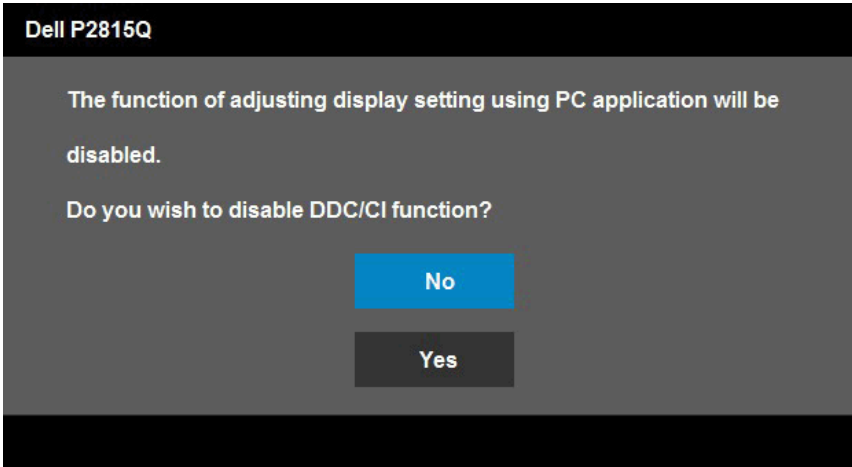 Dell P2815Q
The function of adjusting display setting using PC application will be
disabled.
Do you wish to disable DDC/CI function?
No
Yes